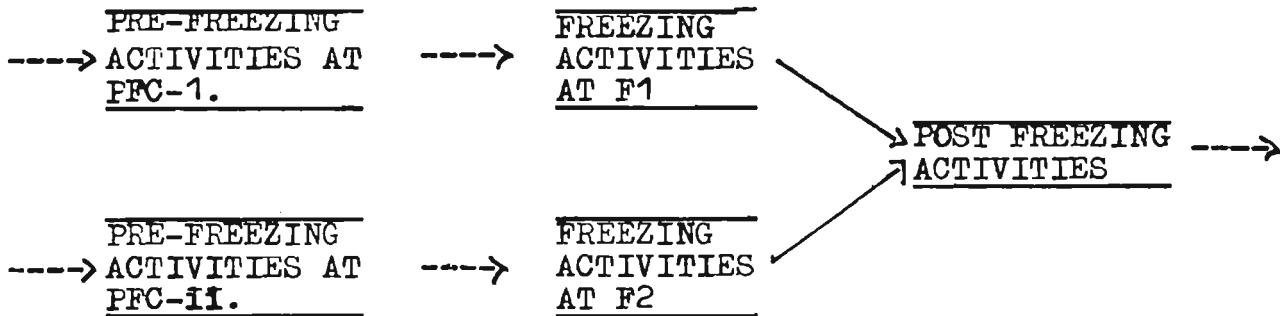 PRE-FREEZING
ACTIVITIES AT
PFC-1.
FREEZING
ACTIVITIES
AT F1
POST FREEZING
ACTIVITIES
PRE-FREEZING
ACTIVITIES AT
PFC-II.
FREEZING
ACTIVITIES
AT F2